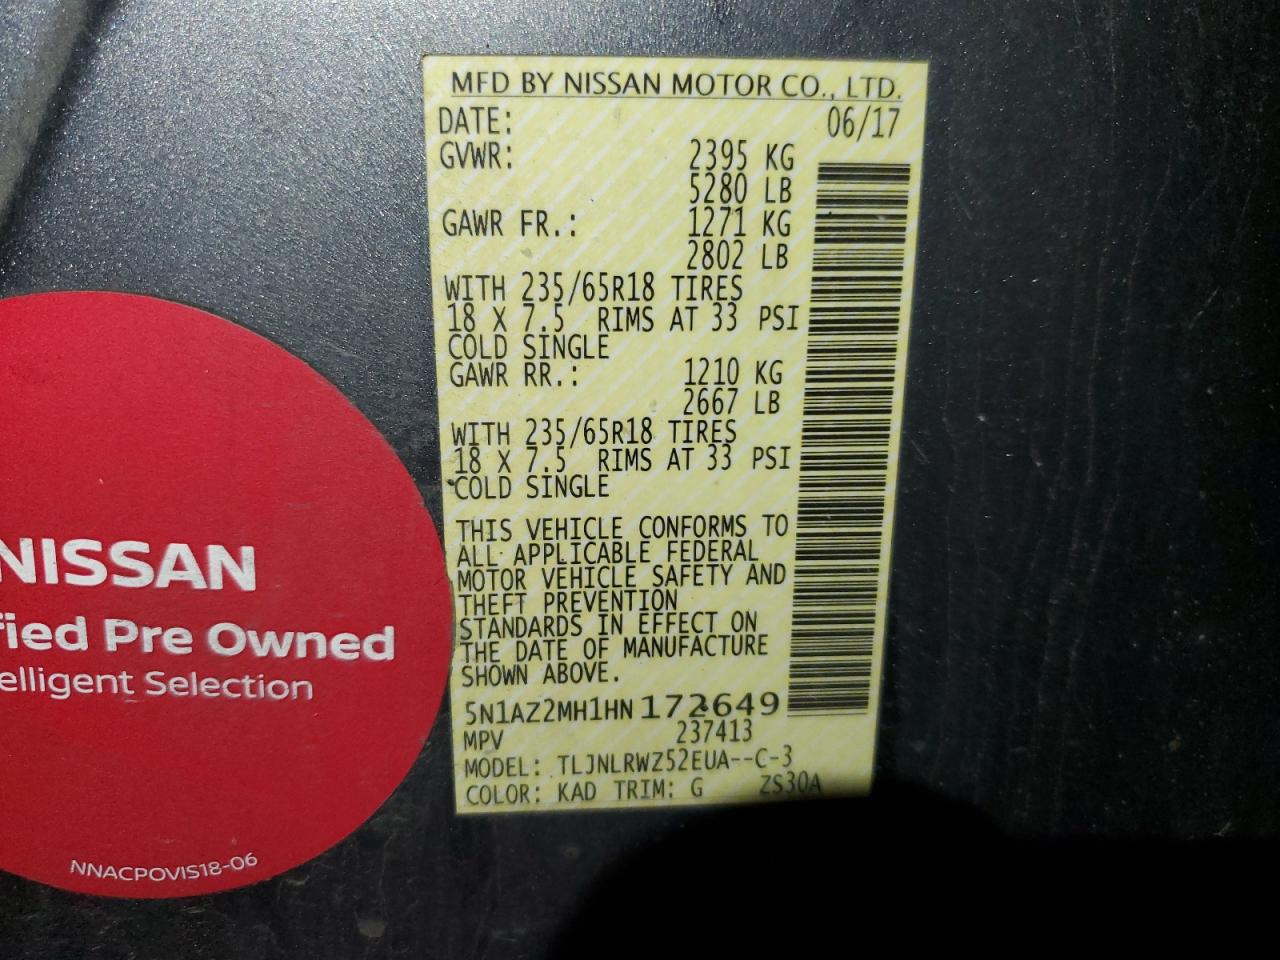 MFD BY NISSAN MOTOR CO., LTD.
DATE: 06/17
GVWR: 2395 KG
5280 LB
GAWR FR.: 1271 KG
2802 LB
WITH 235/65R18 TIRES
18 X 7.5 RIMS AT 33 PSI
COLD SINGLE
GAWR RR.: 1210 KG
2667 LB
WITH 235/65R18 TIRES
18 X 7.5 RIMS AT 33 PSI
COLD SINGLE
THIS VEHICLE CONFORMS TO
ALL APPLICABLE FEDERAL
MOTOR VEHICLE SAFETY AND
THEFT PREVENTION
STANDARDS IN EFFECT ON
THE DATE OF MANUFACTURE
SHOWN ABOVE.
5N1AZ2MH1HN 172649
MPV 237413
MODEL: TLJNLRWZ52EUA--C-3
COLOR: KAD TRIM: G ZS30A
NISSAN
fied Pre Owned
elligent Selection
NNACPOVIS18-06